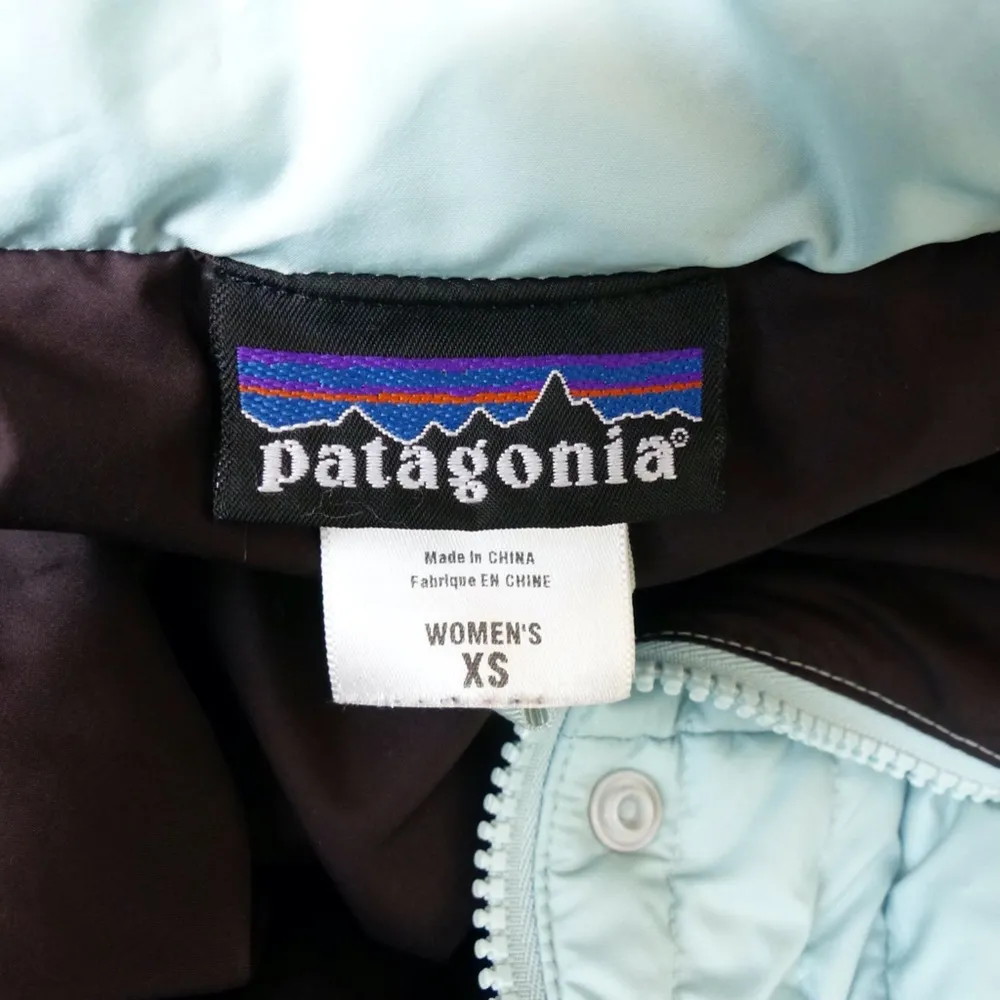 patagonia®
Made in CHINA
Fabrique EN CHINE
WOMEN'S
XS